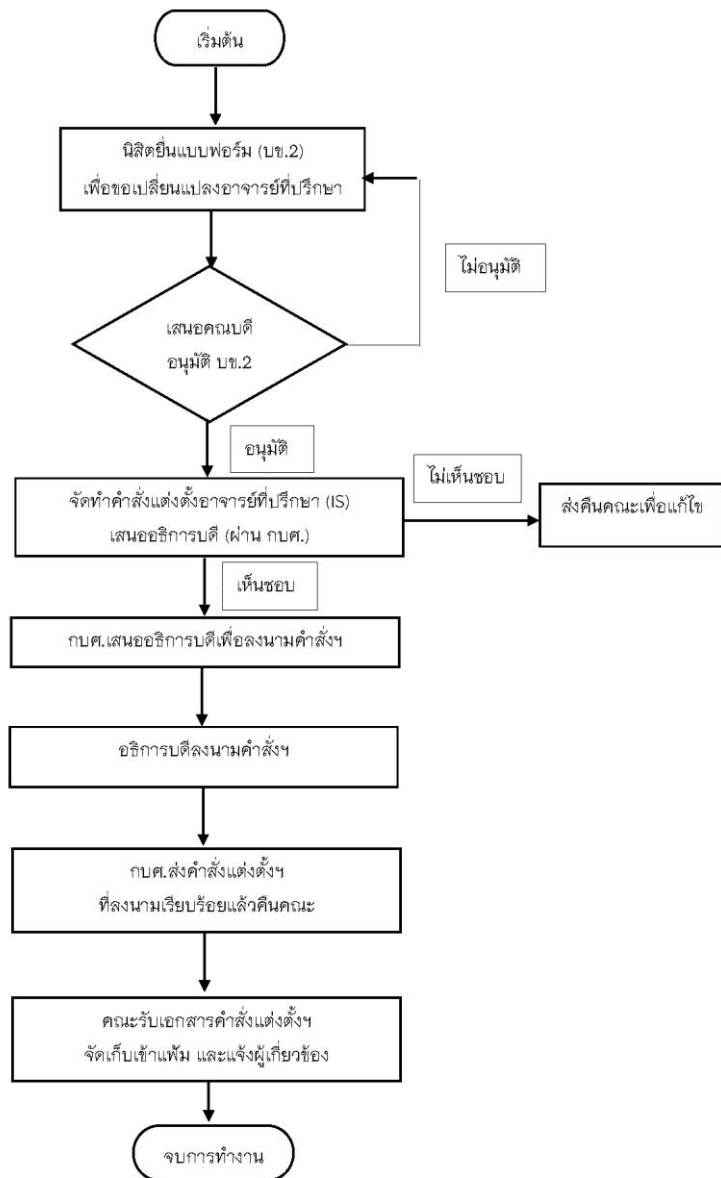 เริ่มต้น
นิสิตยื่นแบบฟอร์ม (บข.2)
เพื่อขอเปลี่ยนแปลงอาจารย์ที่ปรึกษา
ไม่อนุมัติ
เสนอคณบดี
อนุมัติ บข.2
อนุมัติ
ไม่เห็นชอบ
จัดทำคำสั่งแต่งตั้งอาจารย์ที่ปรึกษา (IS)
เสนออธิการบดี (ผ่าน กบศ.)
ส่งคืนคณะเพื่อแก้ไข
เห็นชอบ
กบศ.เสนออธิการบดีเพื่อลงนามคำสั่งฯ
อธิการบดีลงนามคำสั่งฯ
กบศ.ส่งคำสั่งแต่งตั้งฯ
ที่ลงนามเรียบร้อยแล้วคืนคณะ
คณะรับเอกสารคำสั่งแต่งตั้งฯ
จัดเก็บเข้าแฟ้ม และแจ้งผู้เกี่ยวข้อง
จบการทำงาน